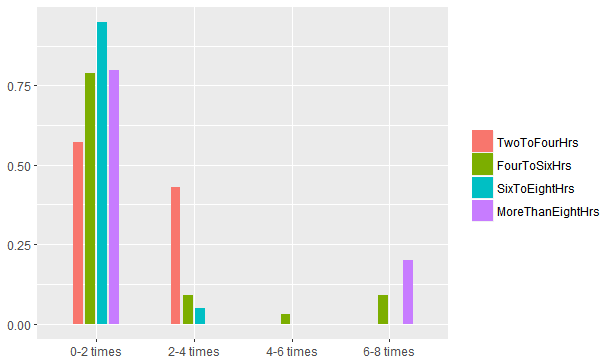 0.75
0.50
0.25
0.00
0-2 times
2-4 times
4-6 times
6-8 times
TwoToFourHrs
FourToSixHrs
SixToEightHrs
MoreThanEightHrs